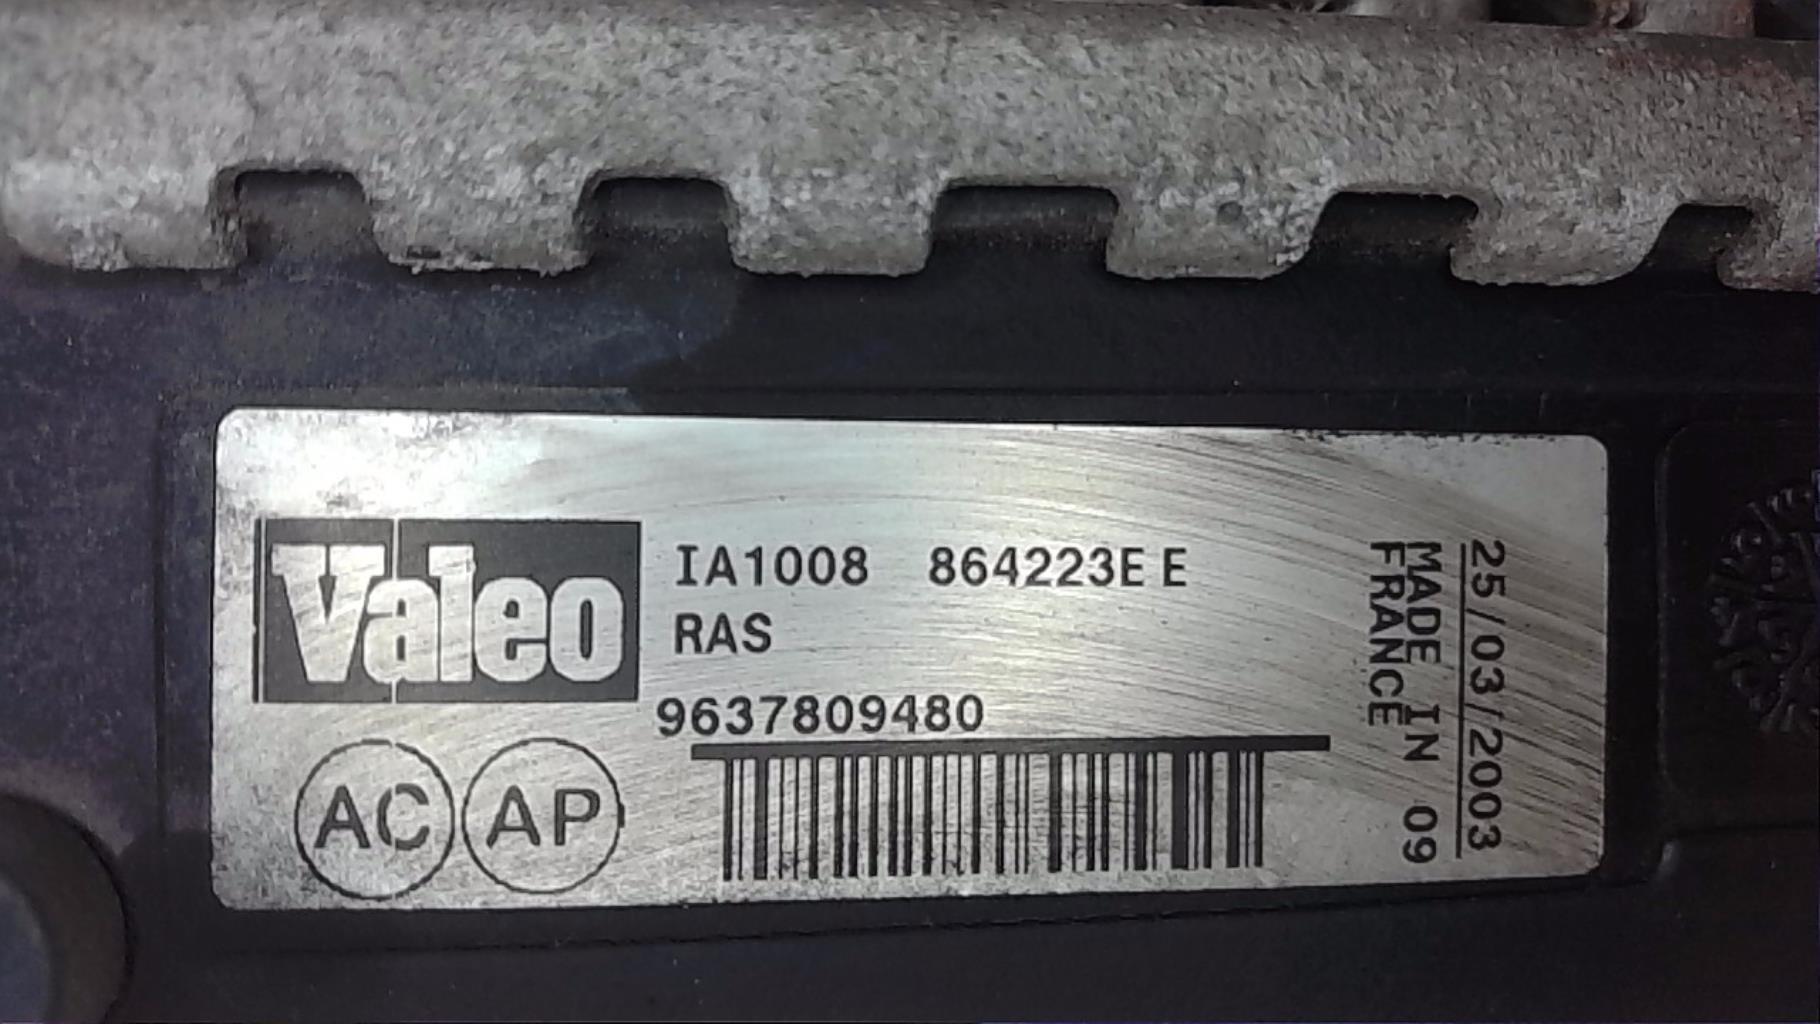 Valeo
IA1008 864223E E
RAS
9637809480
AC AP
25/03/2003
MADE IN 09
FRANCE